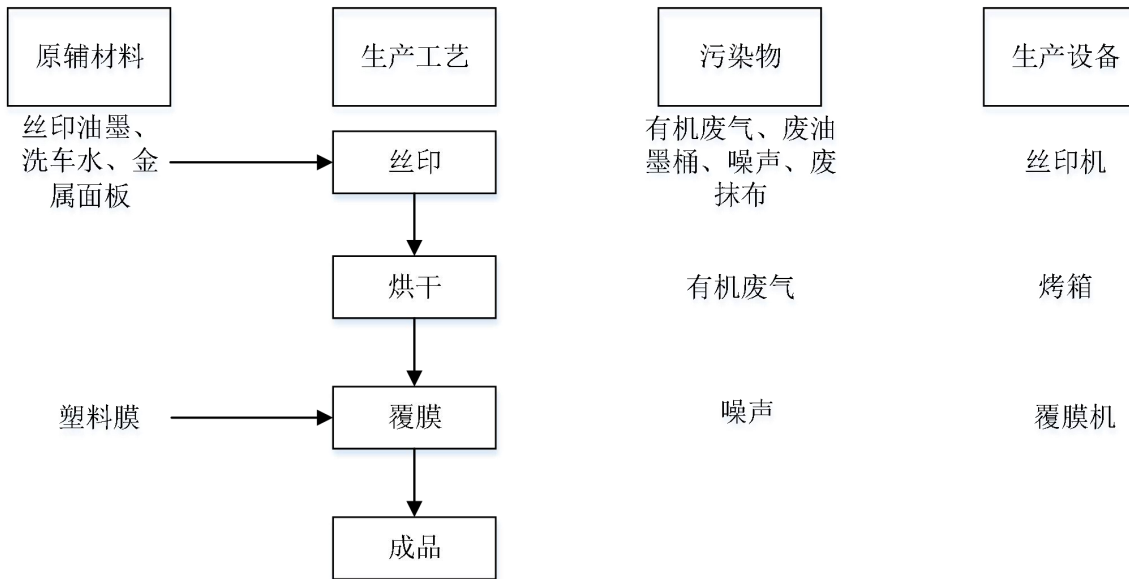 原辅材料
生产工艺
污染物
生产设备
丝印油墨、
洗车水、金
属面板
丝印
有机废气、废油
墨桶、噪声、废
抹布
丝印机
烘干
有机废气
烤箱
塑料膜
覆膜
噪声
覆膜机
成品